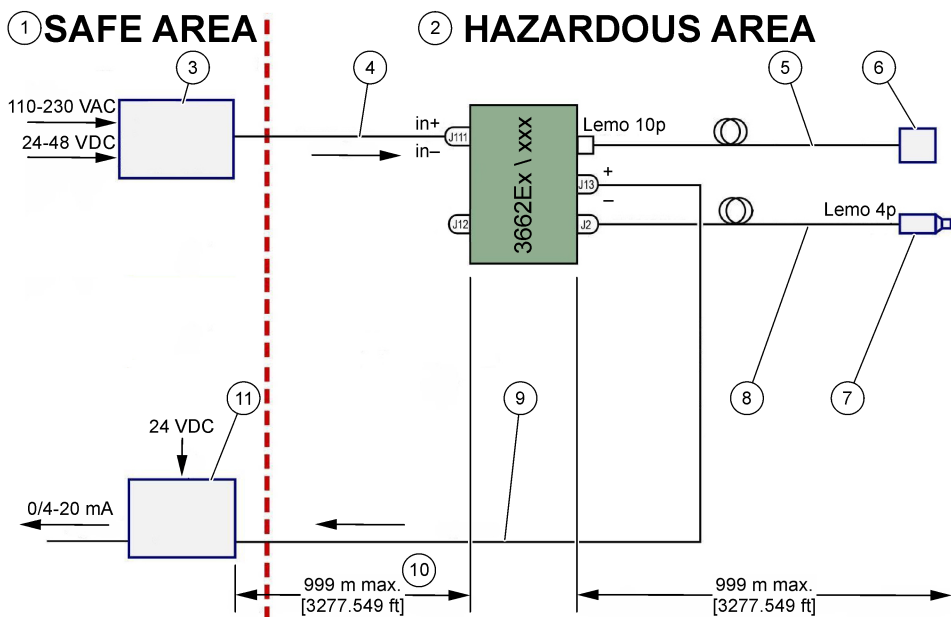 1 SAFE AREA
2 HAZARDOUS AREA
3
4
5
6
110-230 VAC
24-48 VDC
in+
in–
J111
Lemo 10p
3662Ex \ xxx
+
J13
–
J12
J2
Lemo 4p
11
9
8
7
24 VDC
0/4-20 mA
10
999 m max.
[3277.549 ft]
999 m max.
[3277.549 ft]